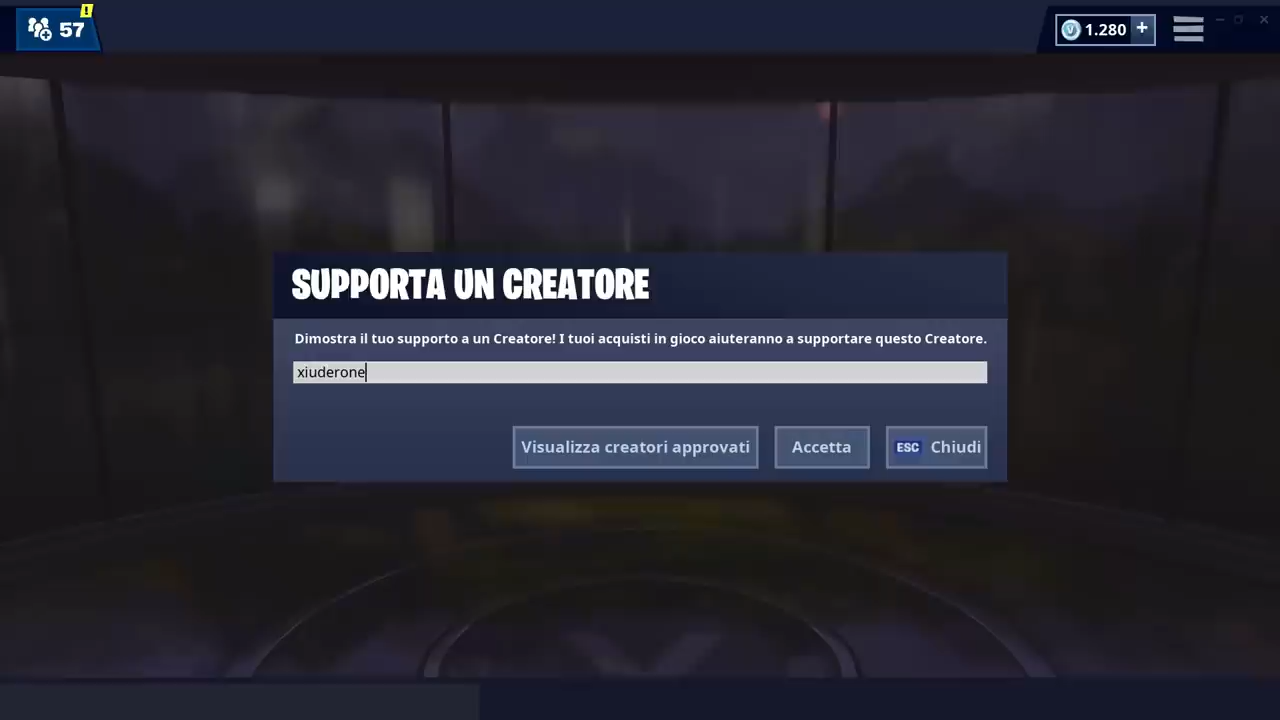 !
57
1.280 +
SUPPORTA UN CREATORE
Dimostra il tuo supporto a un Creatore! I tuoi acquisti in gioco aiuteranno a supportare questo Creatore.
xiuderone
Visualizza creatori approvati
Accetta
ESC Chiudi